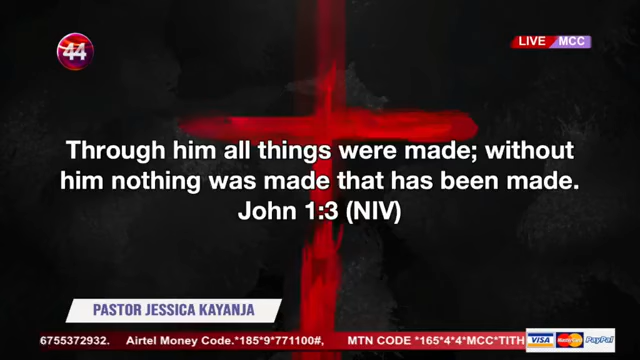 44
LIVE MCC
Through him all things were made; without
him nothing was made that has been made.
John 1:3 (NIV)
PASTOR JESSICA KAYANJA
6755372932. Airtel Money Code.*185*9*771100#, MTN CODE *165*4*4*MCC*TITH VISA MasterCard PayPal